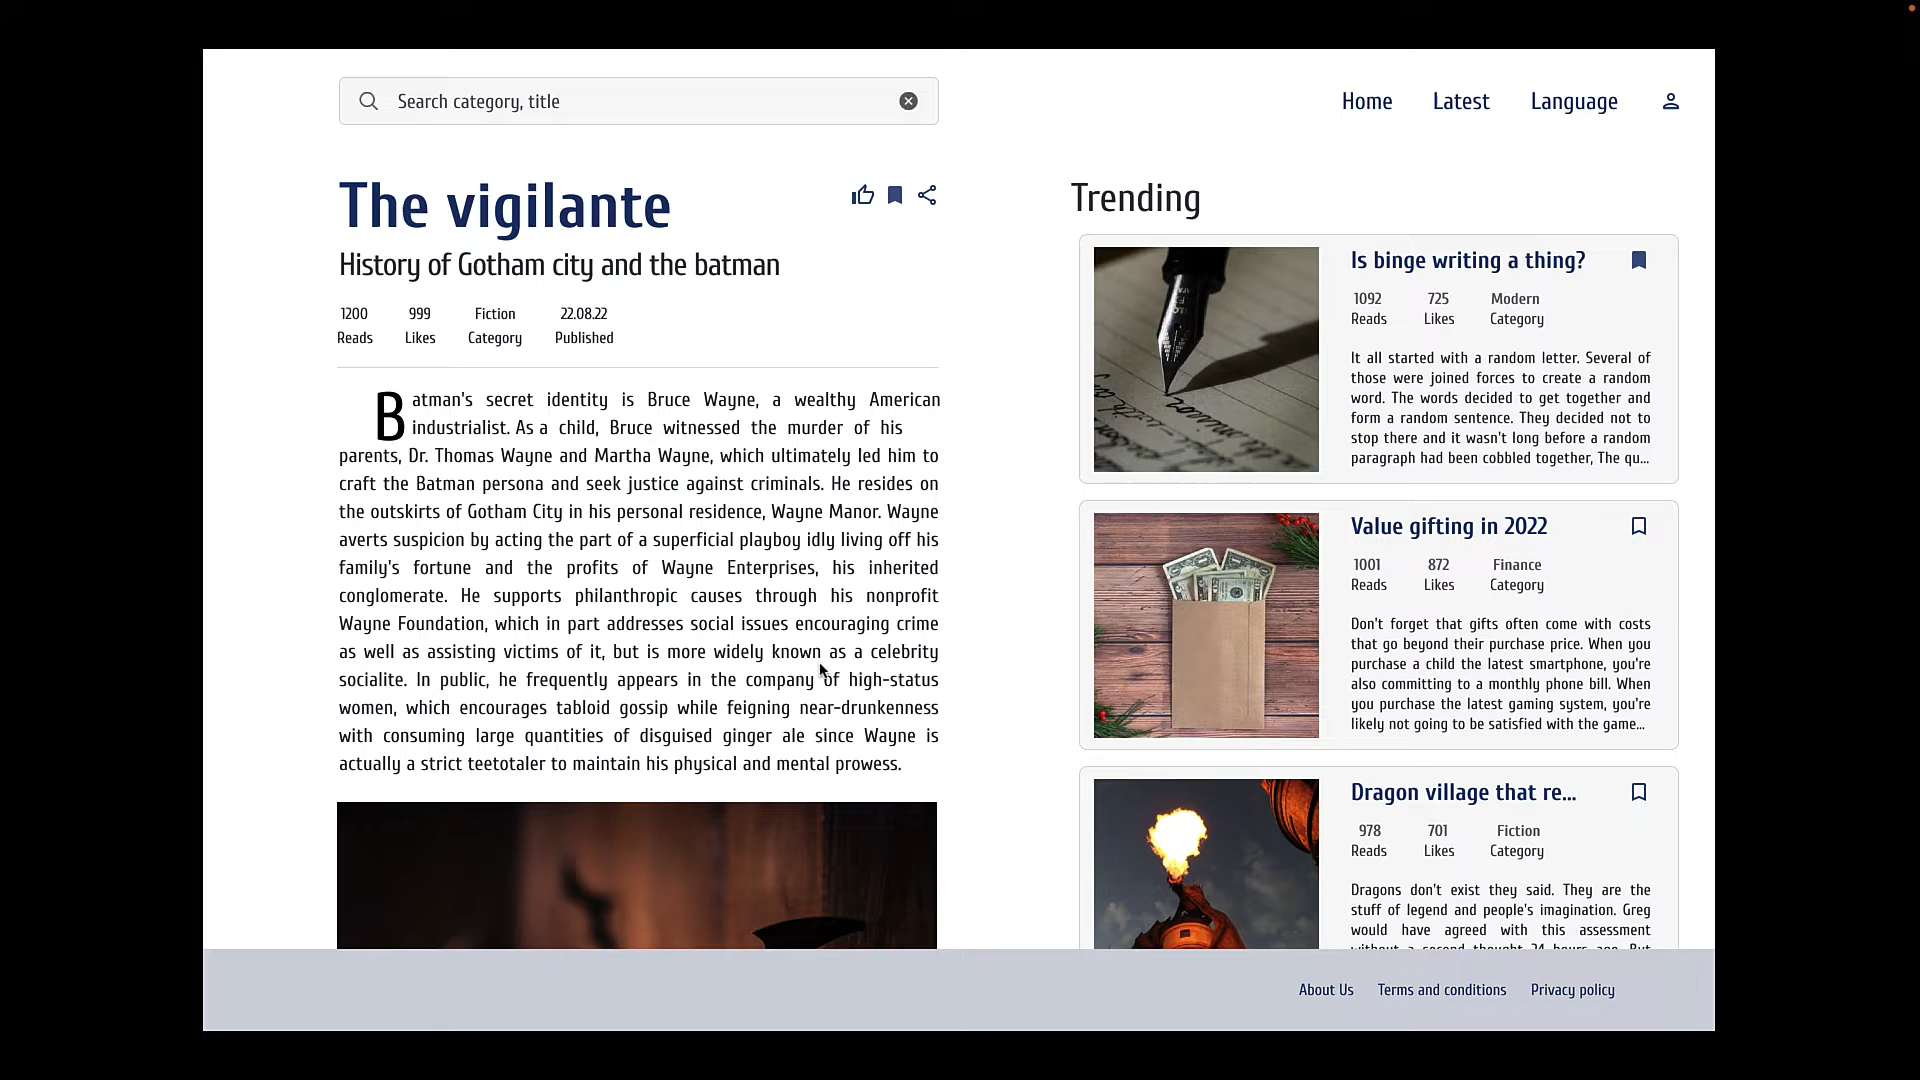 Search category, title
Home Latest Language
The vigilante
History of Gotham city and the batman
1200 999 Fiction 22.08.22
Reads Likes Category Published
Batman's secret identity is Bruce Wayne, a wealthy American
industrialist. As a child, Bruce witnessed the murder of his
parents, Dr. Thomas Wayne and Martha Wayne, which ultimately led him to
craft the Batman persona and seek justice against criminals. He resides on
the outskirts of Gotham City in his personal residence, Wayne Manor. Wayne
averts suspicion by acting the part of a superficial playboy idly living off his
family's fortune and the profits of Wayne Enterprises, his inherited
conglomerate. He supports philanthropic causes through his nonprofit
Wayne Foundation, which in part addresses social issues encouraging crime
as well as assisting victims of it, but is more widely known as a celebrity
socialite. In public, he frequently appears in the company of high-status
women, which encourages tabloid gossip while feigning near-drunkenness
with consuming large quantities of disguised ginger ale since Wayne is
actually a strict teetotaler to maintain his physical and mental prowess.
Trending
Is binge writing a thing?
1092 725 Modern
Reads Likes Category
It all started with a random letter. Several of
those were joined forces to create a random
word. The words decided to get together and
form a random sentence. They decided not to
stop there and it wasn't long before a random
paragraph had been cobbled together, The qu...
Value gifting in 2022
1001 872 Finance
Reads Likes Category
Don't forget that gifts often come with costs
that go beyond their purchase price. When you
purchase a child the latest smartphone, you're
also committing to a monthly phone bill. When
you purchase the latest gaming system, you're
likely not going to be satisfied with the game...
Dragon village that re...
978 701 Fiction
Reads Likes Category
Dragons don't exist they said. They are the
stuff of legend and people's imagination. Greg
would have agreed with this assessment
without a second thought 24 hours ago. But
About Us Terms and conditions Privacy policy